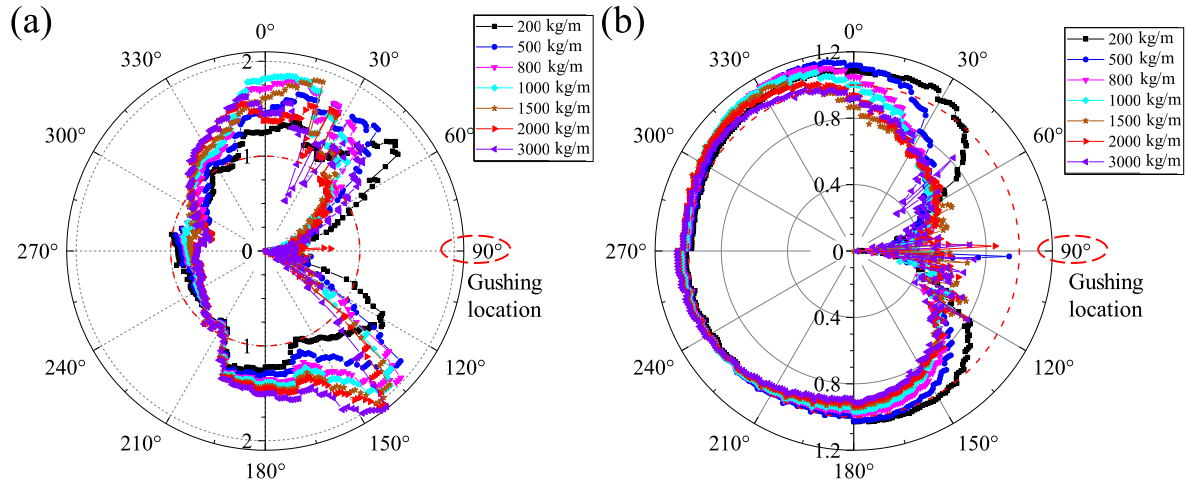 (a)
0°
30°
60°
90°
120°
150°
180°
210°
240°
270°
300°
330°
2
1
0
1
2
Gushing
location
200 kg/m
500 kg/m
800 kg/m
1000 kg/m
1500 kg/m
2000 kg/m
3000 kg/m
(b)
0°
30°
60°
90°
120°
150°
180°
210°
240°
270°
300°
330°
1.2
0.8
0.4
0
0.4
0.8
1.2
Gushing
location
200 kg/m
500 kg/m
800 kg/m
1000 kg/m
1500 kg/m
2000 kg/m
3000 kg/m